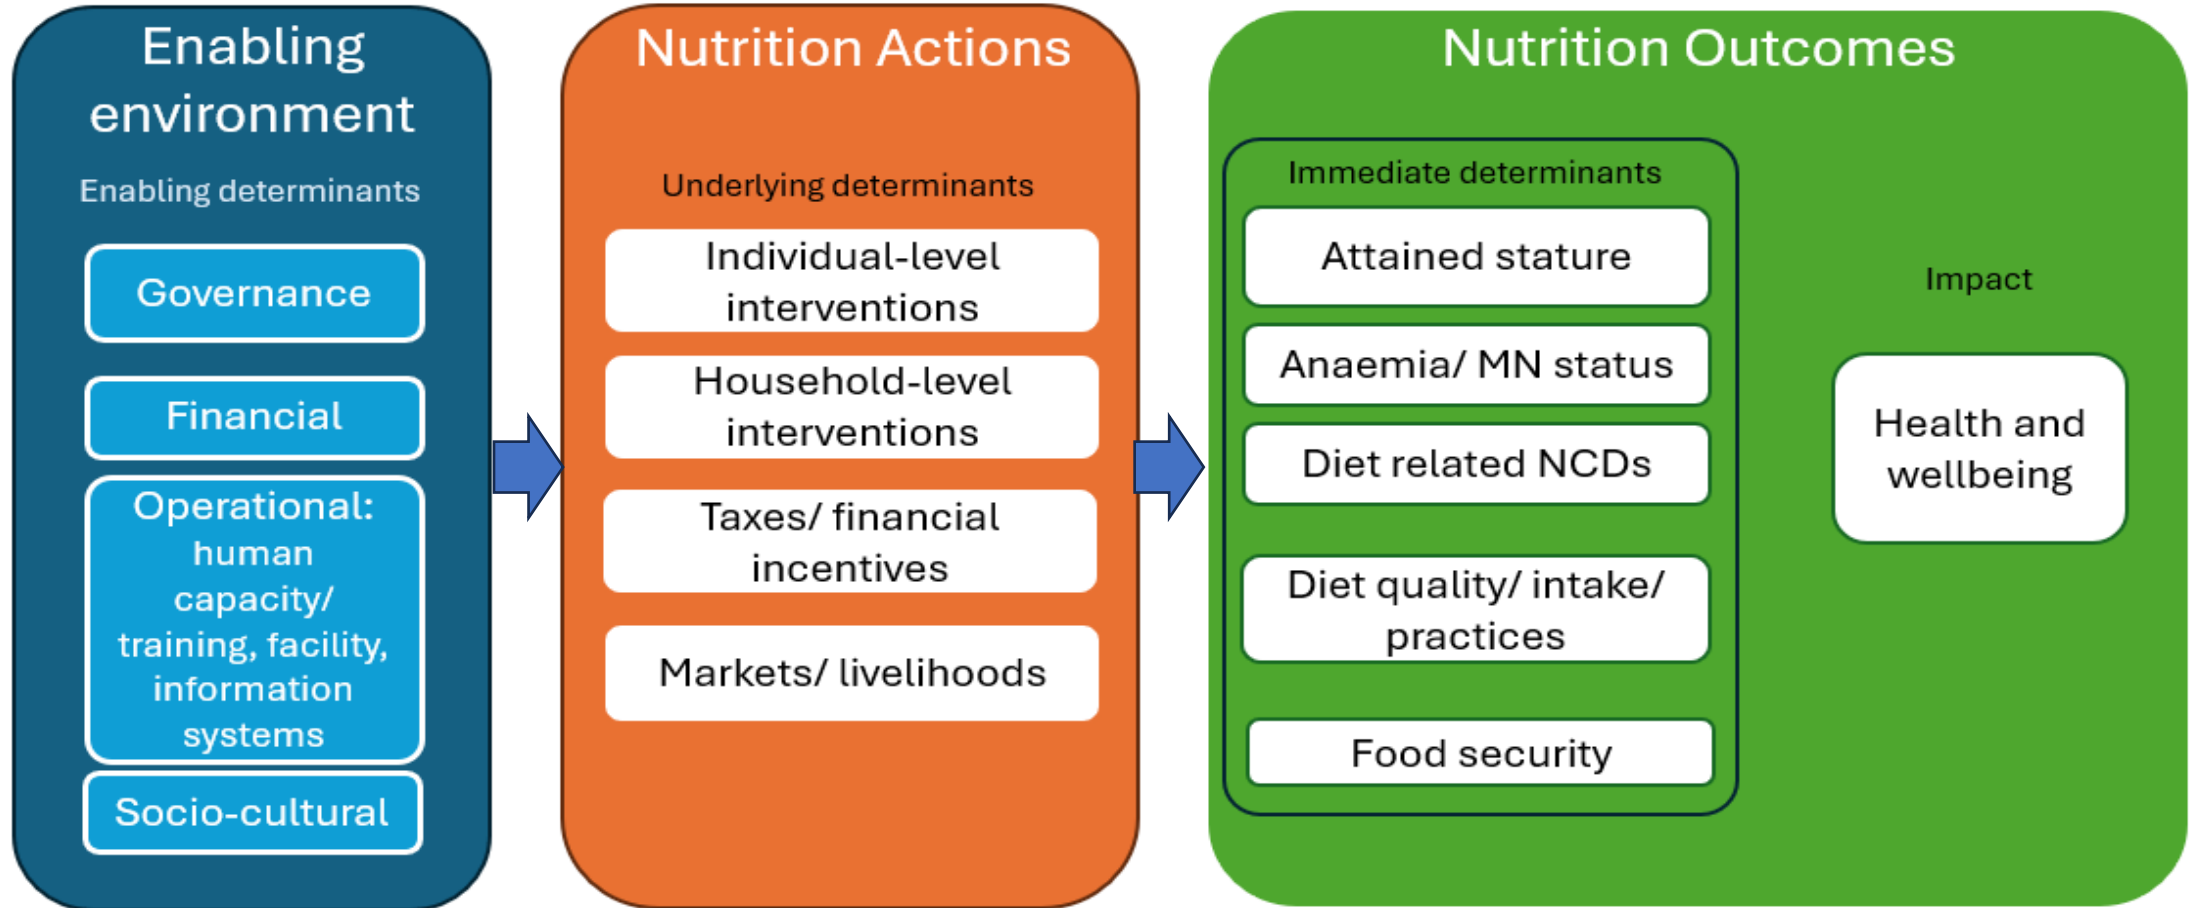 Enabling
environment
Enabling determinants
Governance
Financial
Operational:
human
capacity/
training, facility,
information
systems
Socio-cultural
Nutrition Actions
Underlying determinants
Individual-level
interventions
Household-level
interventions
Taxes/ financial
incentives
Markets/ livelihoods
Nutrition Outcomes
Immediate determinants
Attained stature
Anaemia/ MN status
Diet related NCDs
Diet quality/ intake/
practices
Food security
Impact
Health and
wellbeing